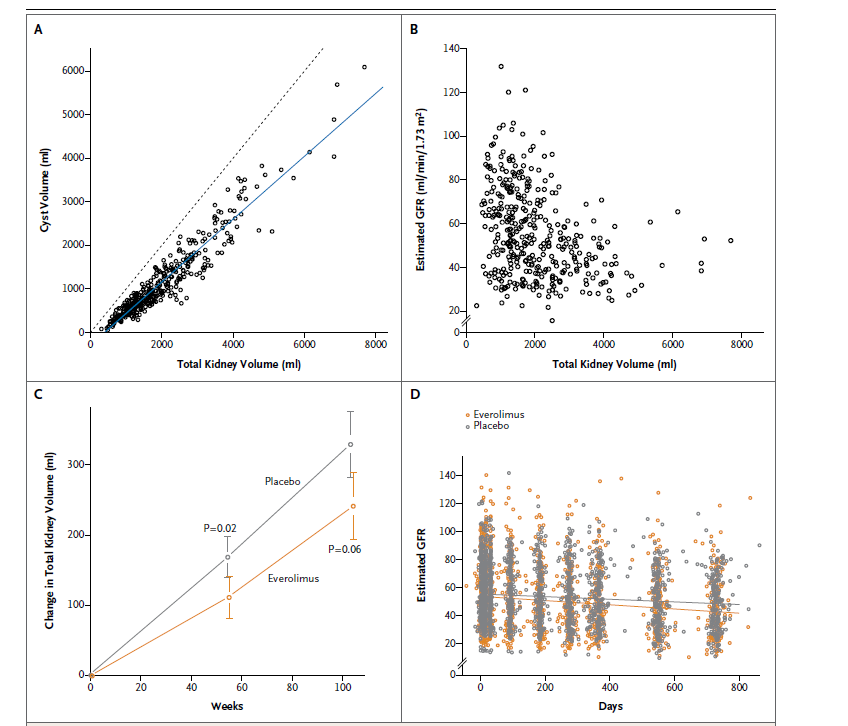 A
Cyst Volume (ml)
6000
5000
4000
3000
2000
1000
0
0 2000 4000 6000 8000
Total Kidney Volume (ml)
B
Estimated GFR (ml/min/1.73 m²)
140
120
100
80
60
40
20
0
0 2000 4000 6000 8000
Total Kidney Volume (ml)
C
Change in Total Kidney Volume (ml)
300
200
100
0
Placebo
P=0.02
P=0.06
Everolimus
0 20 40 60 80 100
Weeks
D
Everolimus
Placebo
Estimated GFR
140
120
100
80
60
40
20
0
0 200 400 600 800
Days